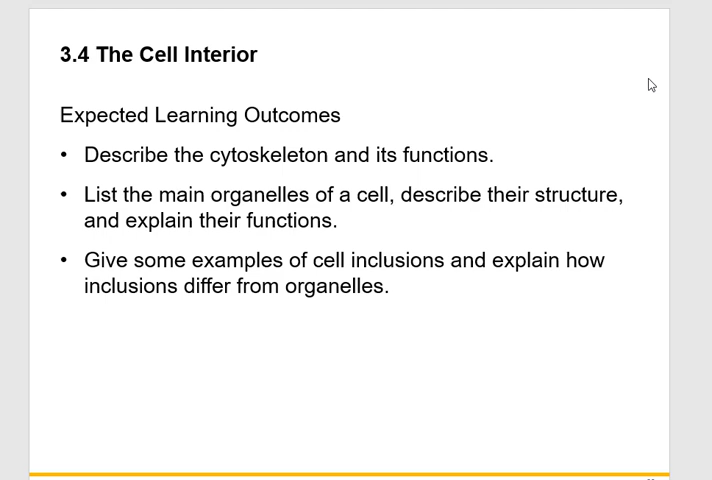 3.4 The Cell Interior
Expected Learning Outcomes
• Describe the cytoskeleton and its functions.
• List the main organelles of a cell, describe their structure,
and explain their functions.
• Give some examples of cell inclusions and explain how
inclusions differ from organelles.